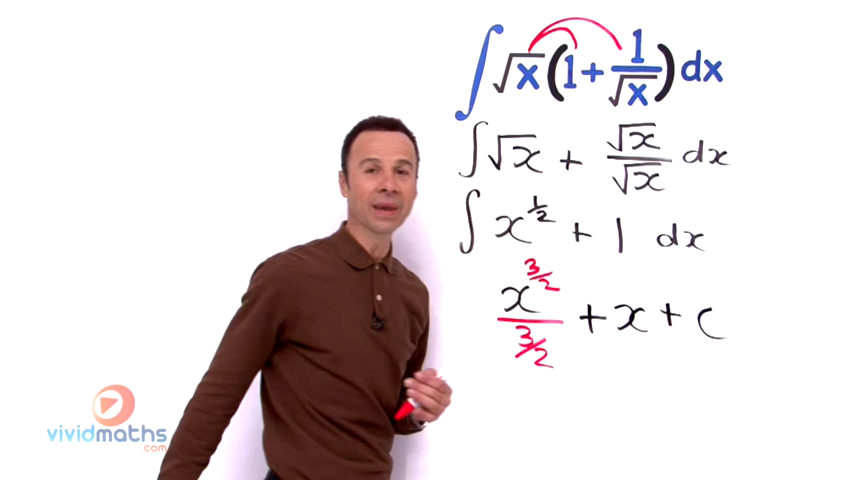 ∫ √x (1 + 1/√x) dx
∫ √x + √x/√x dx
∫ x^1/2 + 1 dx
x^3/2 / 3/2 + x + c
vividmaths
.com